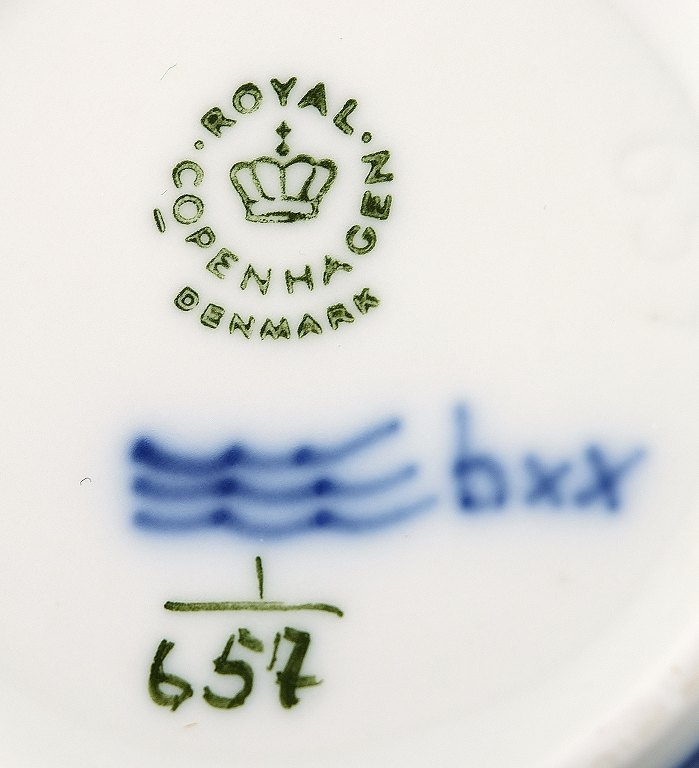 ROYAL
COPENHAGEN
DENMARK
bxx
1
657